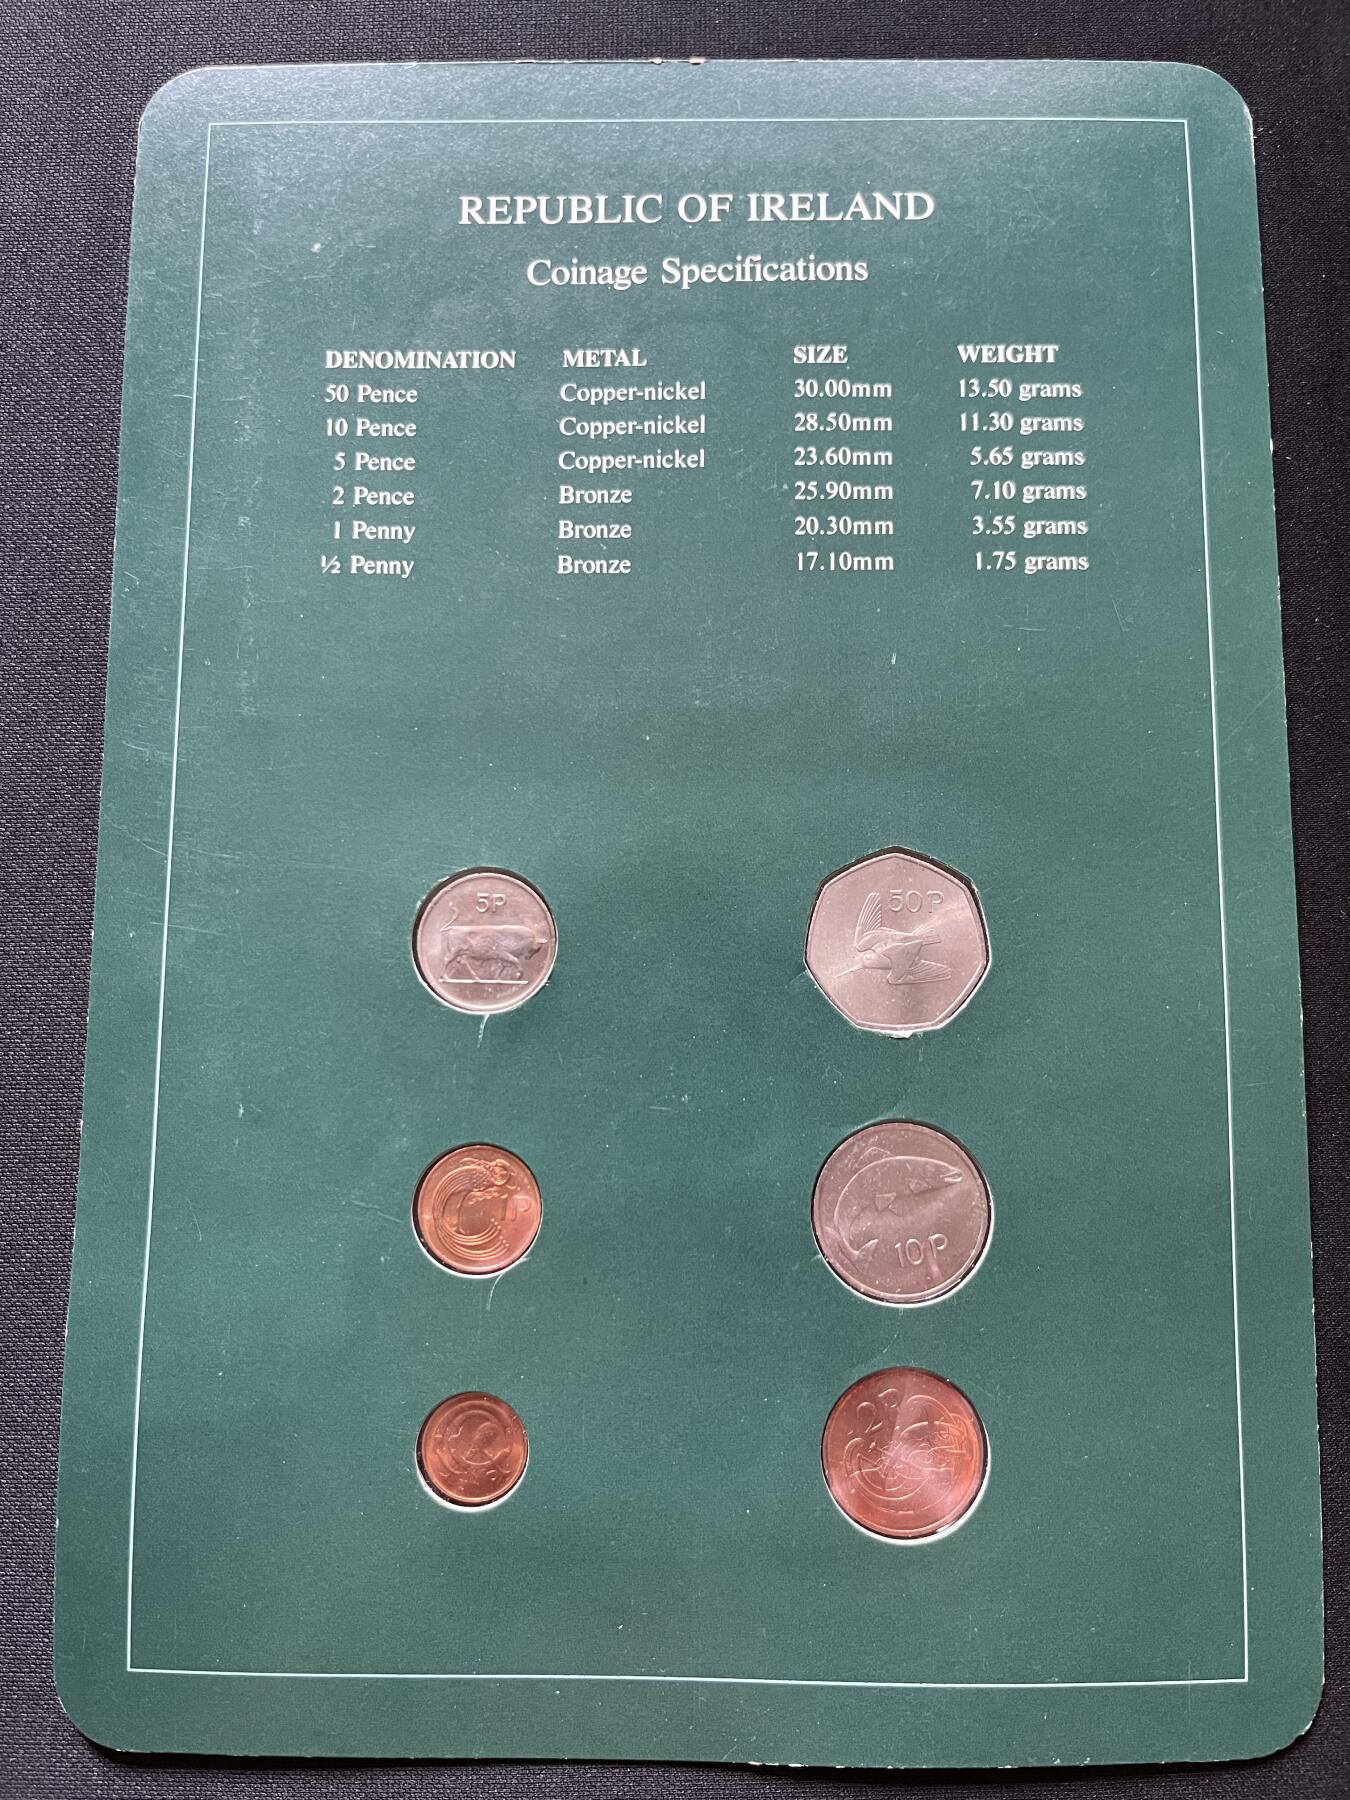 REPUBLIC OF IRELAND
Coinage Specifications
DENOMINATION METAL SIZE WEIGHT
50 Pence Copper-nickel 30.00mm 13.50 grams
10 Pence Copper-nickel 28.50mm 11.30 grams
5 Pence Copper-nickel 23.60mm 5.65 grams
2 Pence Bronze 25.90mm 7.10 grams
1 Penny Bronze 20.30mm 3.55 grams
½ Penny Bronze 17.10mm 1.75 grams
5P
50P
1P
10P
2P